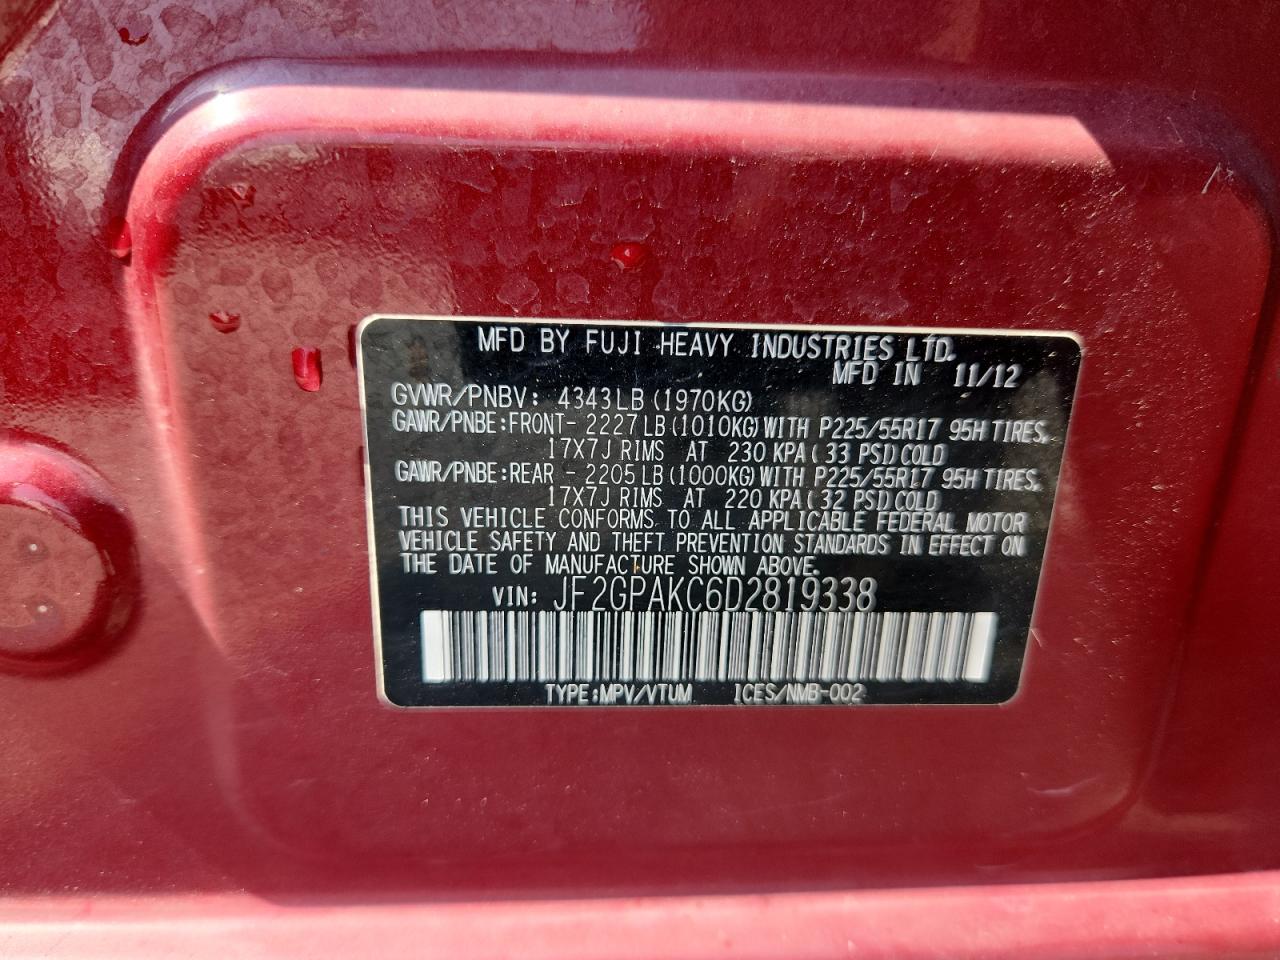 MFD BY FUJI HEAVY INDUSTRIES LTD.
MFD IN 11/12
GVWR/PNBV: 4343LB (1970KG)
GAWR/PNBE:FRONT- 2227LB (1010KG) WITH P225/55R17 95H TIRES,
17X7J RIMS AT 230 KPA ( 33 PSI) COLD
GAWR/PNBE:REAR - 2205LB (1000KG) WITH P225/55R17 95H TIRES,
17X7J RIMS AT 220 KPA ( 32 PSI) COLD
THIS VEHICLE CONFORMS TO ALL APPLICABLE FEDERAL MOTOR
VEHICLE SAFETY AND THEFT PREVENTION STANDARDS IN EFFECT ON
THE DATE OF MANUFACTURE SHOWN ABOVE.
VIN: JF2GPAKC6D2819338
TYPE:MPV/VTUM ICES/NMB-002